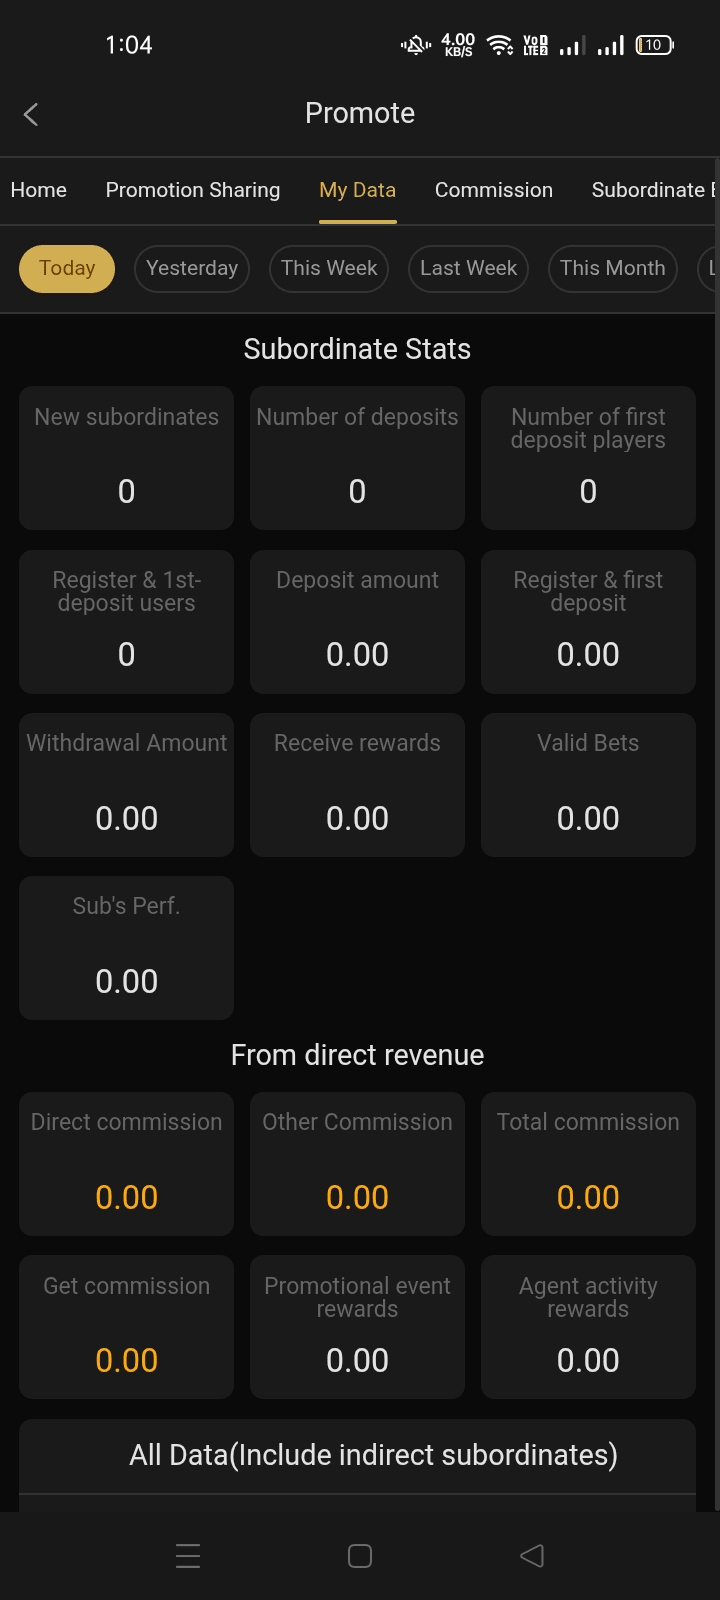 1:04
4.00
KB/S
VoD
LTE2
10
Promote
Home Promotion Sharing My Data Commission Subordinate
Today Yesterday This Week Last Week This Month
Subordinate Stats
New subordinates
0
Number of deposits
0
Number of first
deposit players
0
Register & 1st-
deposit users
0
Deposit amount
0.00
Register & first
deposit
0.00
Withdrawal Amount
0.00
Receive rewards
0.00
Valid Bets
0.00
Sub's Perf.
0.00
From direct revenue
Direct commission
0.00
Other Commission
0.00
Total commission
0.00
Get commission
0.00
Promotional event
rewards
0.00
Agent activity
rewards
0.00
All Data(Include indirect subordinates)